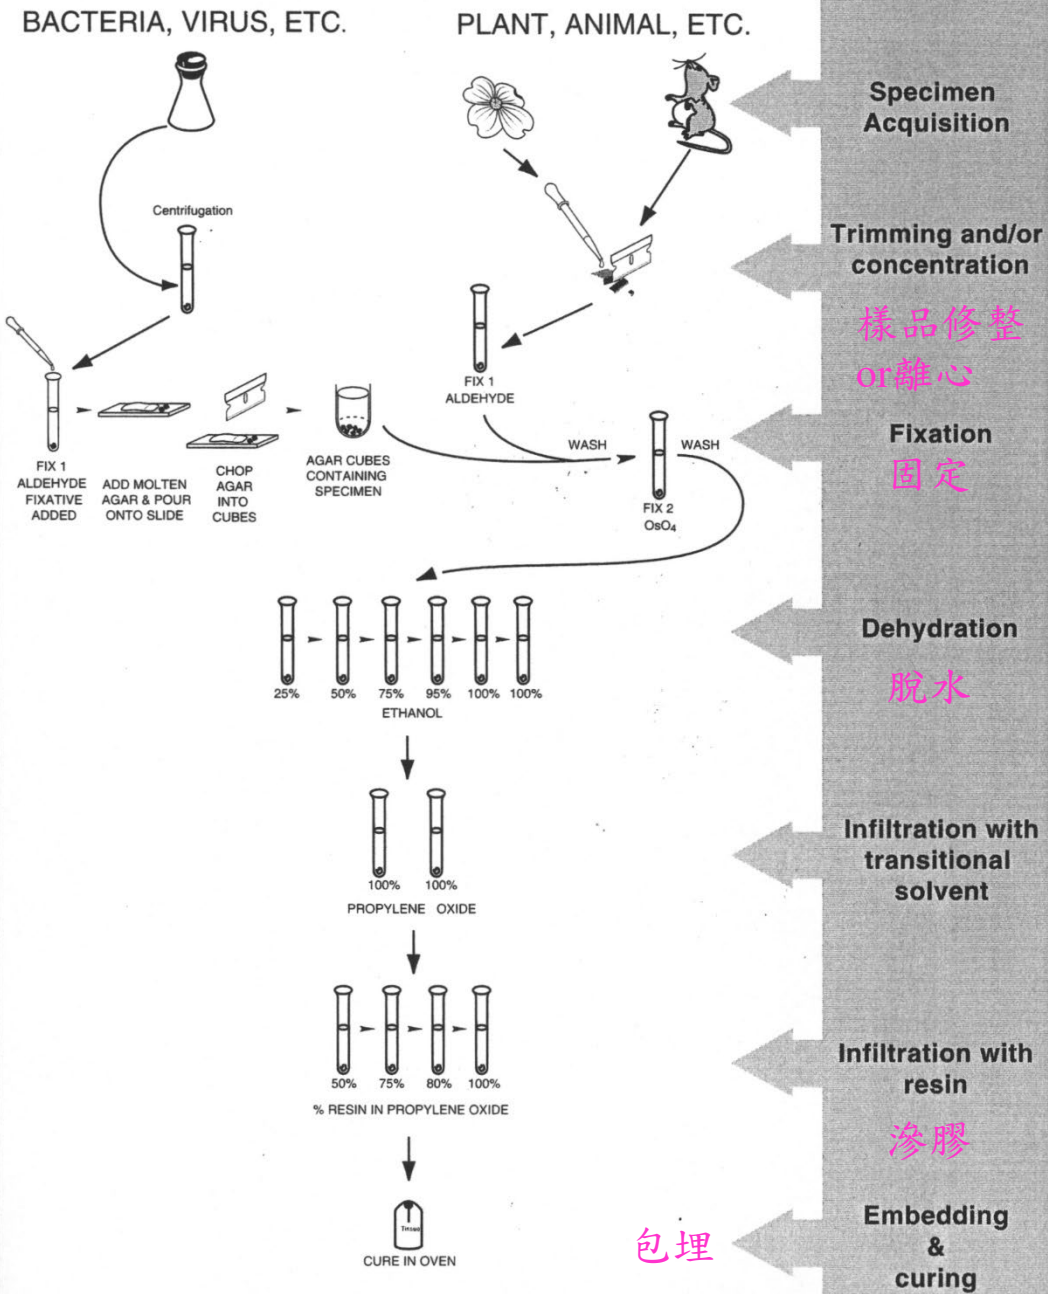 BACTERIA, VIRUS, ETC.
PLANT, ANIMAL, ETC.
Specimen
Acquisition
Centrifugation
Trimming and/or
concentration
樣品修整
or離心
FIX 1
ALDEHYDE
Fixation
固定
FIX 1
ALDEHYDE
FIXATIVE
ADDED
ADD MOLTEN
AGAR & POUR
ONTO SLIDE
CHOP
AGAR
INTO
CUBES
AGAR CUBES
CONTAINING
SPECIMEN
WASH
WASH
FIX 2
OsO₄
Dehydration
脫水
25% 50% 75% 95% 100% 100%
ETHANOL
Infiltration with
transitional
solvent
100% 100%
PROPYLENE OXIDE
Infiltration with
resin
滲膠
50% 75% 80% 100%
% RESIN IN PROPYLENE OXIDE
Tissue
CURE IN OVEN
包埋
Embedding
&
curing